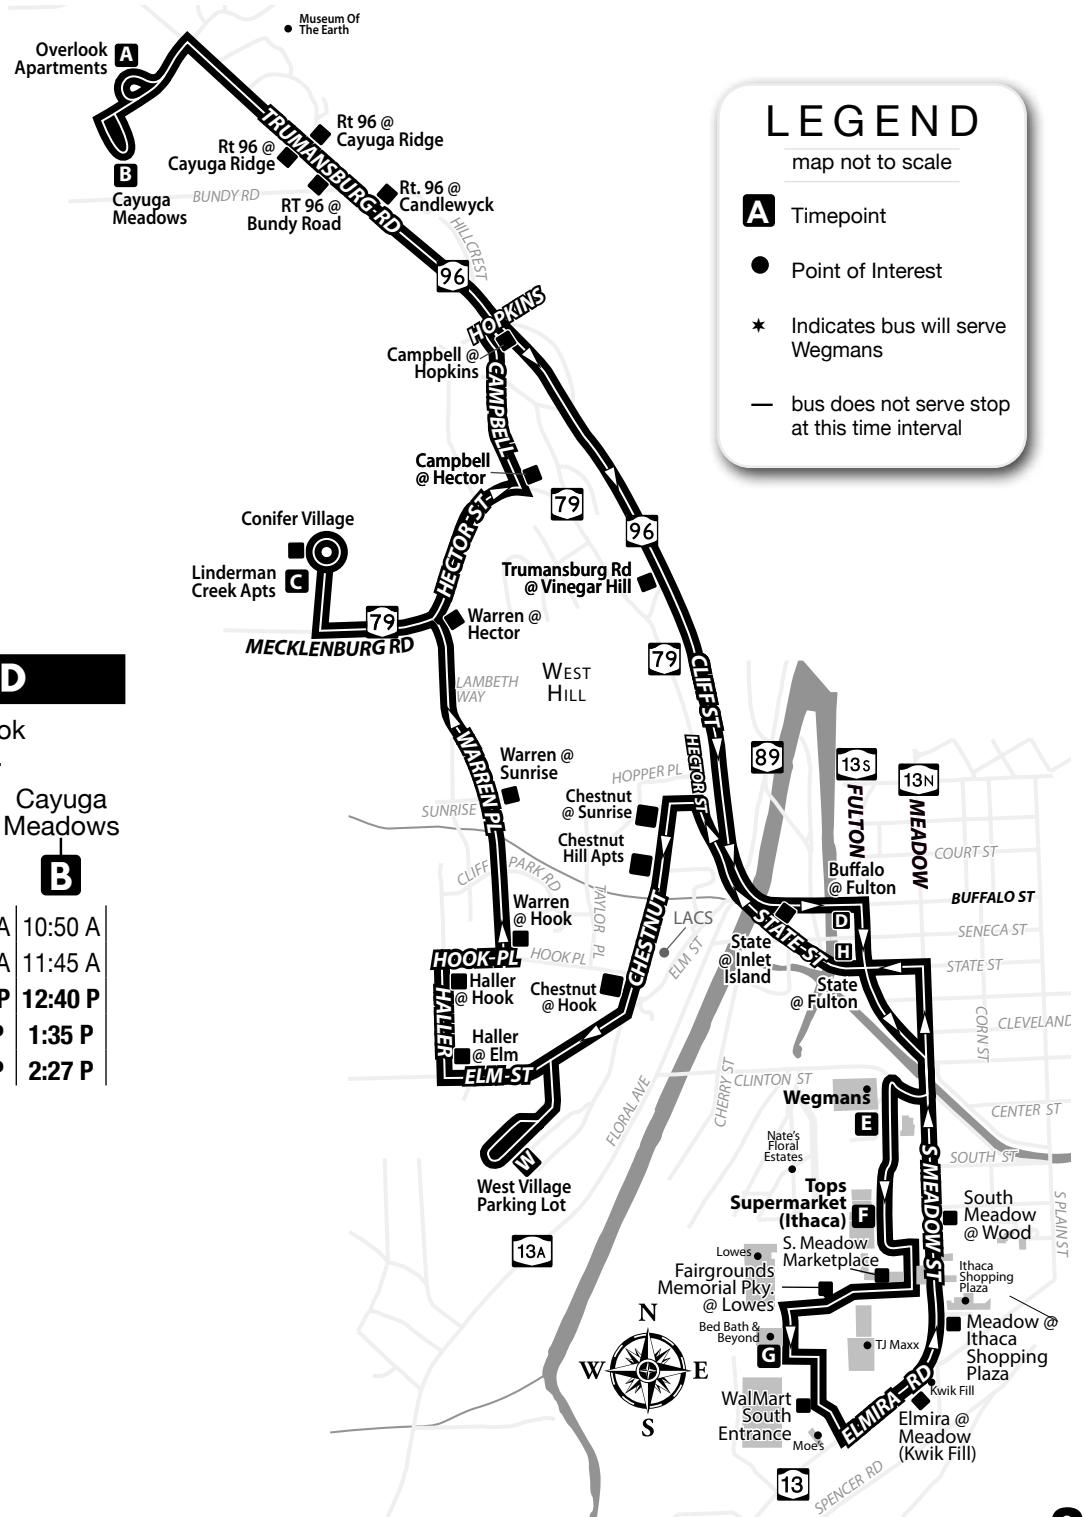 Museum Of
The Earth
Overlook
Apartments
A
TRUMANSBURG RD
Rt 96 @
Cayuga Ridge
Rt 96 @
Cayuga Ridge
B
Cayuga
Meadows
BUNDY RD
RT 96 @
Bundy Road
Rt. 96 @
Candlewyck
HILLCREST
96
HOPKINS
Campbell @
Hopkins
CAMPBELL
Campbell
@ Hector
79
HECTOR ST
96
Conifer Village
Linderman
Creek Apts
C
Trumansburg Rd
@ Vinegar Hill
79
MECKLENBURG RD
Warren @
Hector
LAMBETH
WAY
WEST
HILL
79
CLIFF ST
LEGEND
map not to scale
A
Timepoint
Point of Interest
Indicates bus will serve
Wegmans
— bus does not serve stop
at this time interval
D
ok
Cayuga
Meadows
B
A 10:50 A
A 11:45 A
P 12:40 P
P 1:35 P
P 2:27 P
WARREN PL
Warren @
Sunrise
SUNRISE
HECTOR ST
HOPPER PL
Chestnut
@ Sunrise
Chestnut
Hill Apts
89
13S
FULTON
13N
MEADOW
COURT ST
Buffalo
@ Fulton
BUFFALO ST
CLIFF PARK RD
TAYLOR PL
Warren
@ Hook
CHESTNUT
LACS
ELM ST
STATE ST
D
SENECA ST
State
@ Inlet
Island
H
STATE ST
State
@ Fulton
HOOK PL
HOOK PL
Haller
@ Hook
HALLER
Chestnut
@ Hook
Haller
@ Elm
ELM ST
CORN ST
CLEVELAND
FLORAL AVE
CHERRY ST
CLINTON ST
Wegmans
E
CENTER ST
Nate's
Floral
Estates
SOUTH ST
W
West Village
Parking Lot
Tops
Supermarket
(Ithaca)
F
S MEADOW ST
South
Meadow
@ Wood
S PLAIN ST
13A
S. Meadow
Marketplace
Lowes
Fairgrounds
Memorial Pky.
@ Lowes
Ithaca
Shopping
Plaza
Bed Bath &
Beyond
G
TJ Maxx
Meadow @
Ithaca
Shopping
Plaza
N
W
E
S
WalMart
South
Entrance
Moe's
ELMIRA RD
Kwik Fill
Elmira @
Meadow
(Kwik Fill)
13
SPENCER RD